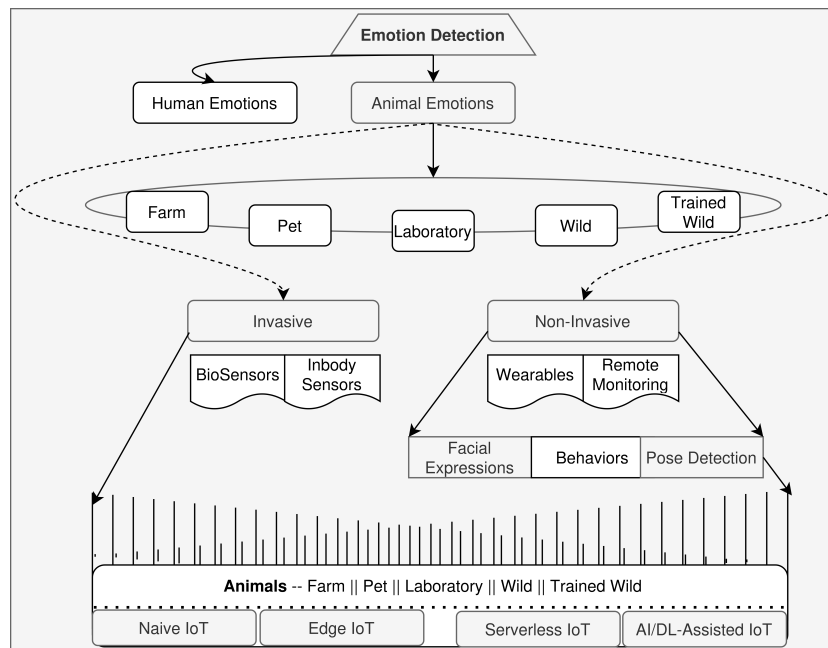 Emotion Detection
Human Emotions
Animal Emotions
Farm
Pet
Laboratory
Wild
Trained
Wild
Invasive
Non-Invasive
BioSensors
Inbody
Sensors
Wearables
Remote
Monitoring
Facial
Expressions
Behaviors
Pose Detection
Animals -- Farm || Pet || Laboratory || Wild || Trained Wild
Naive IoT
Edge IoT
Serverless IoT
AI/DL-Assisted IoT